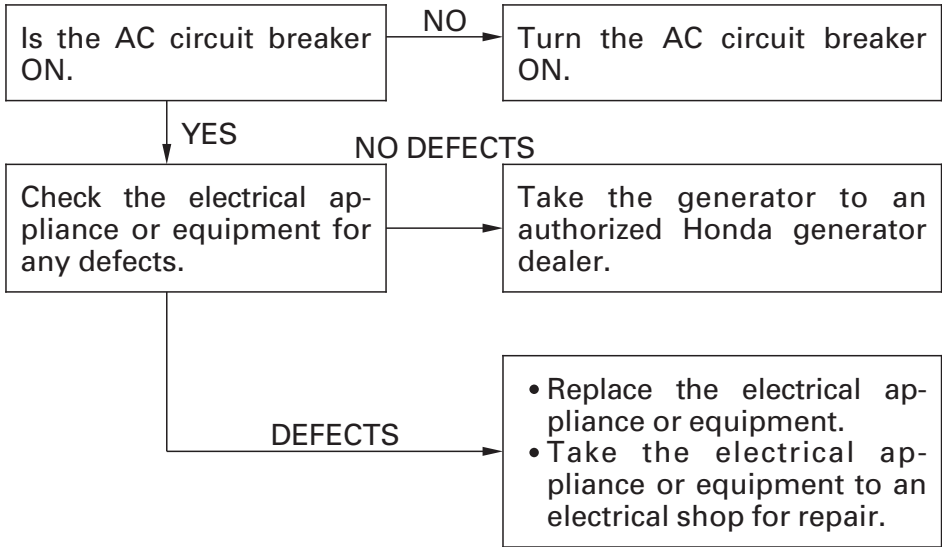 Is the AC circuit breaker
ON.
NO
Turn the AC circuit breaker
ON.
YES
NO DEFECTS
Check the electrical ap-
pliance or equipment for
any defects.
Take the generator to an
authorized Honda generator
dealer.
DEFECTS
• Replace the electrical ap-
pliance or equipment.
• Take the electrical ap-
pliance or equipment to an
electrical shop for repair.